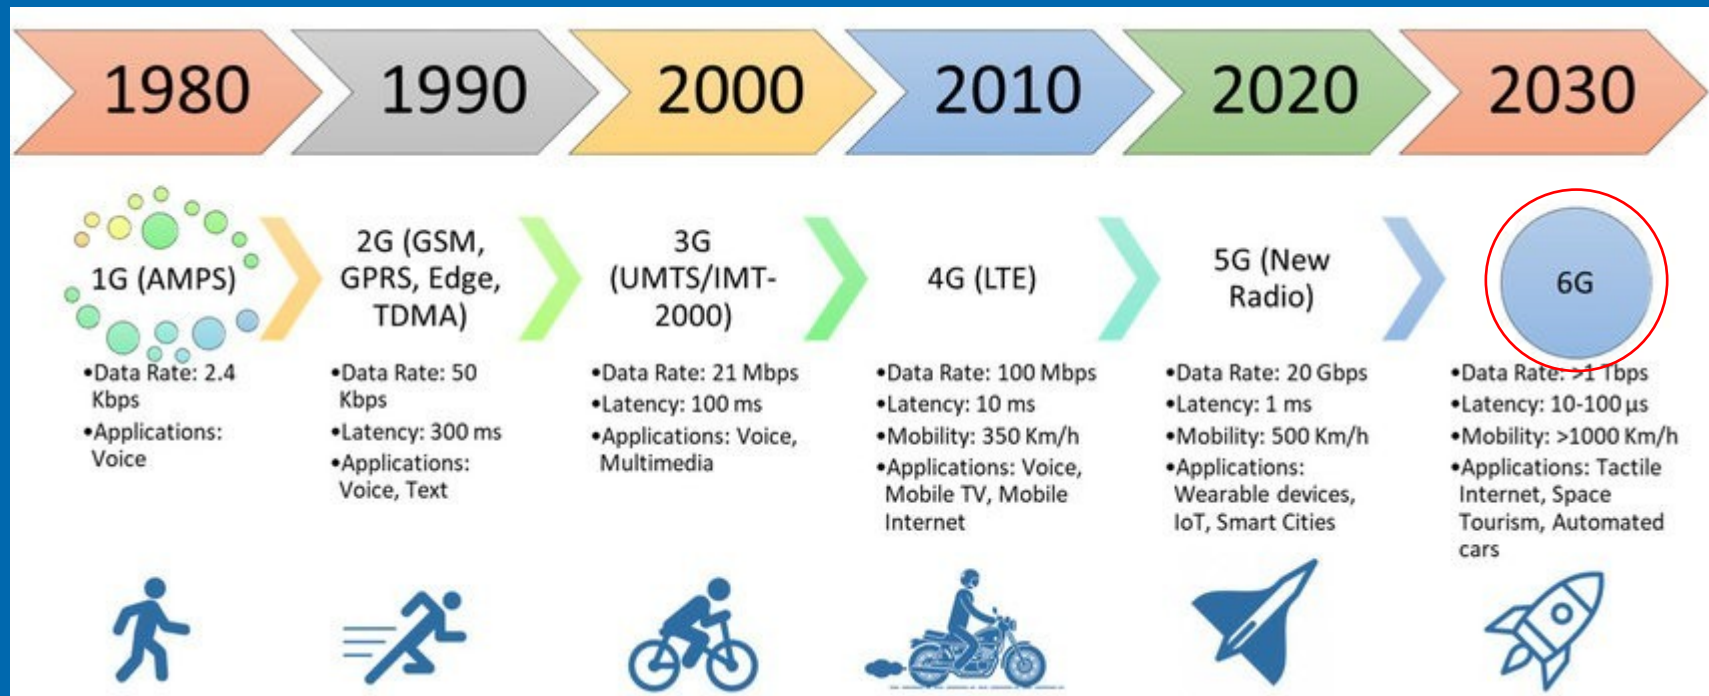 1980
1990
2000
2010
2020
2030
1G (AMPS)
2G (GSM,
GPRS, Edge,
TDMA)
3G
(UMTS/IMT-
2000)
4G (LTE)
5G (New
Radio)
6G
•Data Rate: 2.4
Kbps
•Applications:
Voice
•Data Rate: 50
Kbps
•Latency: 300 ms
•Applications:
Voice, Text
•Data Rate: 21 Mbps
•Latency: 100 ms
•Applications: Voice,
Multimedia
•Data Rate: 100 Mbps
•Latency: 10 ms
•Mobility: 350 Km/h
•Applications: Voice,
Mobile TV, Mobile
Internet
•Data Rate: 20 Gbps
•Latency: 1 ms
•Mobility: 500 Km/h
•Applications:
Wearable devices,
IoT, Smart Cities
•Data Rate: >1 Tbps
•Latency: 10-100 µs
•Mobility: >1000 Km/h
•Applications: Tactile
Internet, Space
Tourism, Automated
cars